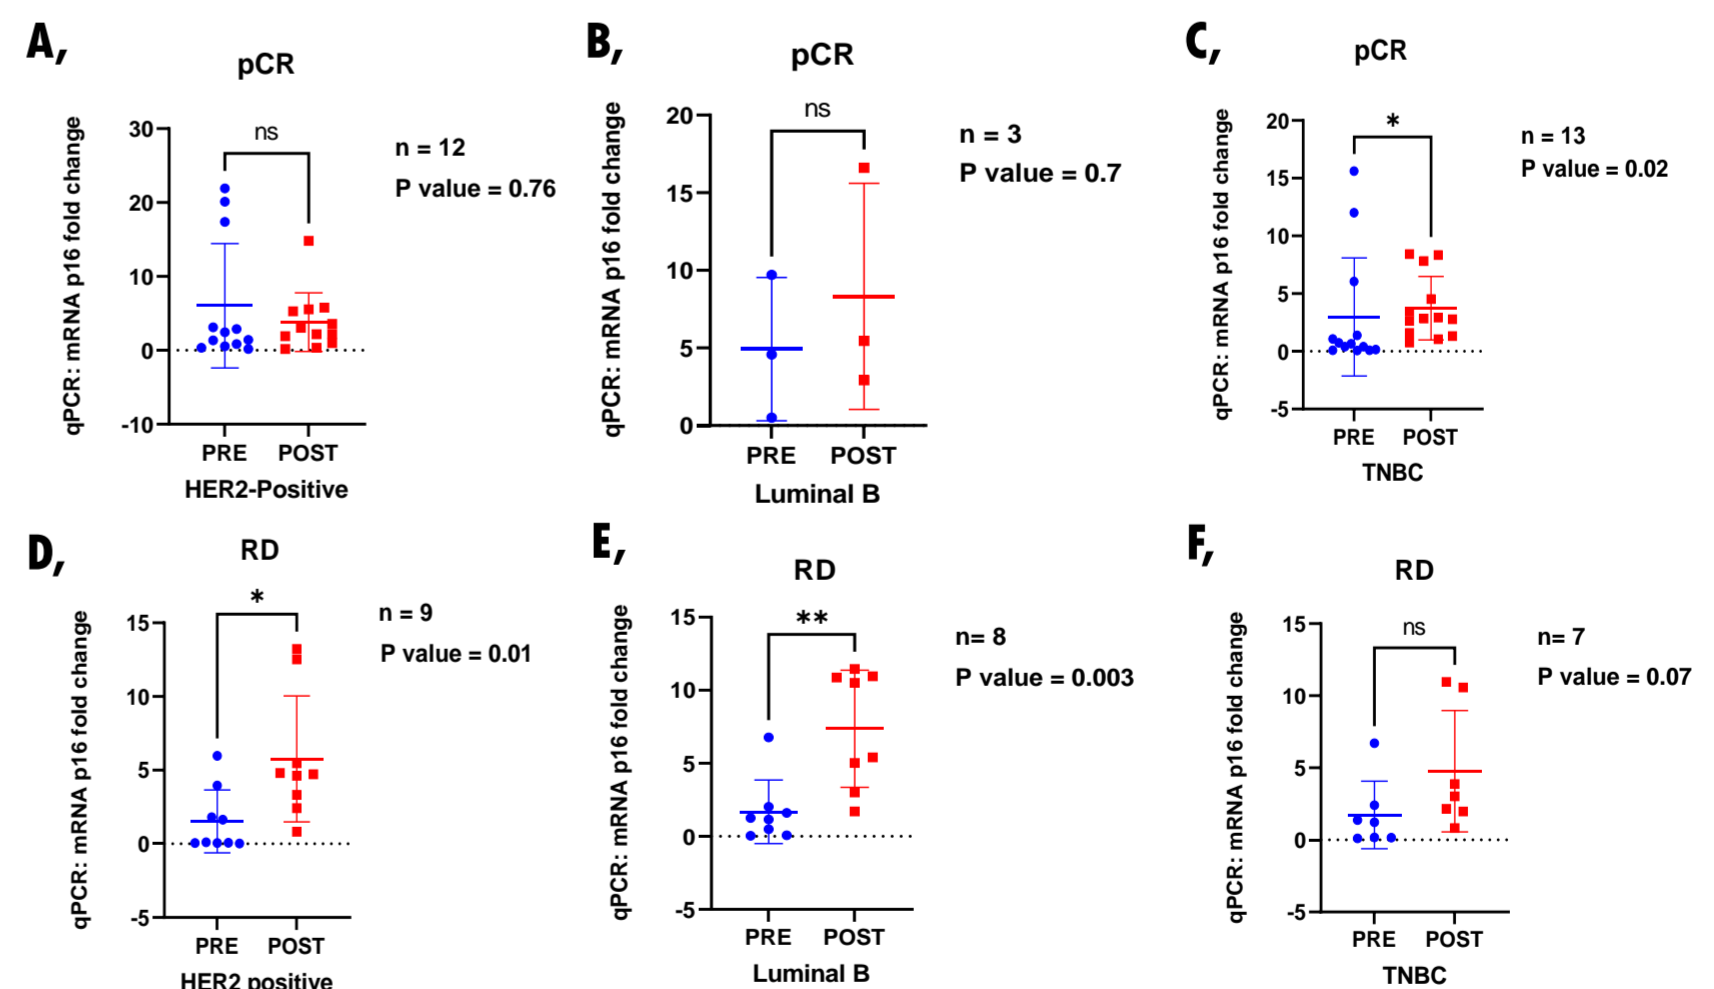 A,
pCR
qPCR: mRNA p16 fold change
30
20
10
0
-10
ns
n = 12
P value = 0.76
PRE POST
HER2-Positive
B,
pCR
qPCR: mRNA p16 fold change
20
15
10
5
0
ns
n = 3
P value = 0.7
PRE POST
Luminal B
C,
pCR
qPCR: mRNA p16 fold change
20
15
10
5
0
-5
*
n = 13
P value = 0.02
PRE POST
TNBC
D,
RD
qPCR: mRNA p16 fold change
15
10
5
0
-5
*
n = 9
P value = 0.01
PRE POST
HER2 positive
E,
RD
qPCR: mRNA p16 fold change
15
10
5
0
-5
**
n= 8
P value = 0.003
PRE POST
Luminal B
F,
RD
qPCR: mRNA p16 fold change
15
10
5
0
-5
ns
n= 7
P value = 0.07
PRE POST
TNBC